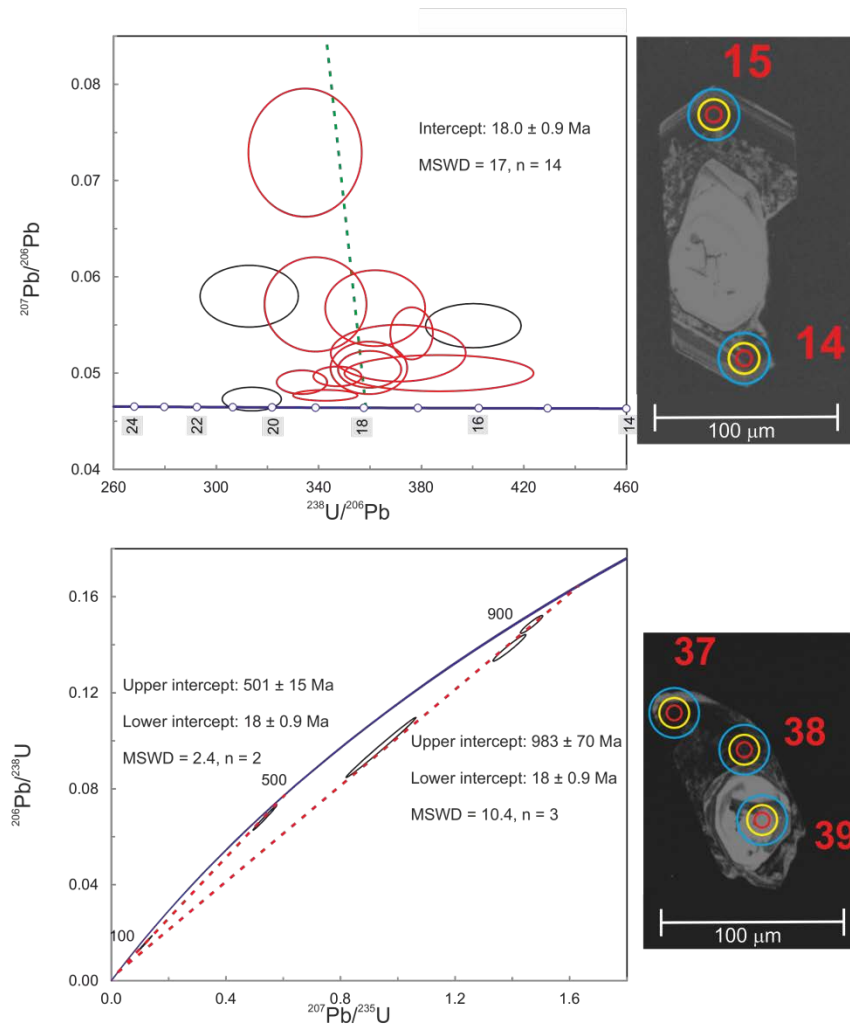 0.08
0.07
0.06
0.05
0.04
207Pb/206Pb
Intercept: 18.0 ± 0.9 Ma
MSWD = 17, n = 14
24
22
20
18
16
14
260
300
340
380
420
460
238U/206Pb
15
14
100 μm
0.16
0.12
0.08
0.04
0.00
206Pb/238U
900
500
100
Upper intercept: 501 ± 15 Ma
Lower intercept: 18 ± 0.9 Ma
MSWD = 2.4, n = 2
Upper intercept: 983 ± 70 Ma
Lower intercept: 18 ± 0.9 Ma
MSWD = 10.4, n = 3
0.0
0.4
0.8
1.2
1.6
207Pb/235U
37
38
39
100 μm